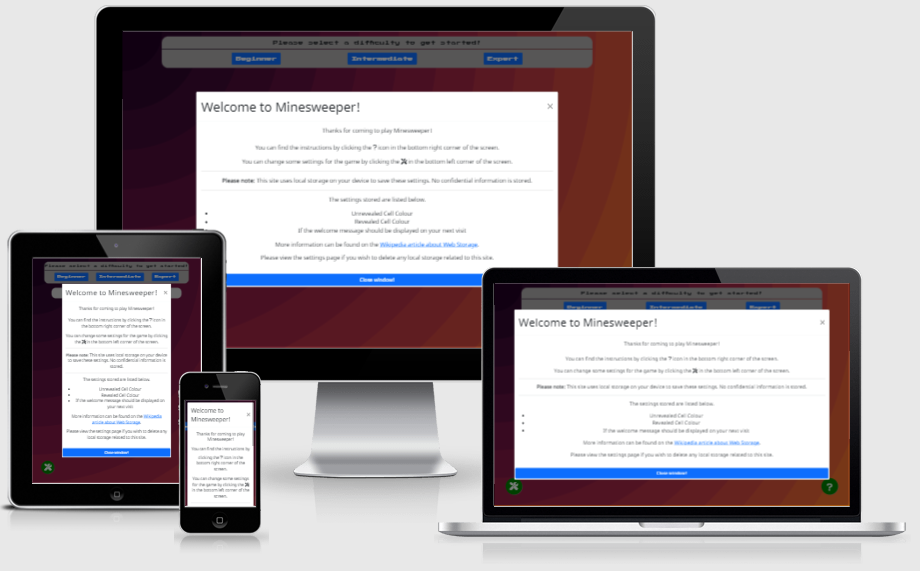 Please select a difficulty to get started!
Beginner Intermediate Expert
Welcome to Minesweeper! ×
Thanks for coming to play Minesweeper!
You can find the instructions by clicking the ? icon in the bottom right corner of the screen.
You can change some settings for the game by clicking the in the bottom left corner of the screen.
Please note: This site uses local storage on your device to save these settings. No confidential information is stored.
The settings stored are listed below.
• Unrevealed Cell Colour
• Revealed Cell Colour
• If the welcome message should be displayed on your next visit
More information can be found on the Wikipedia article about Web Storage.
Please view the settings page if you wish to delete any local storage related to this site.
Close window!
Please select a difficulty to get started!
Beginner Intermediate Expert
Welcome to Minesweeper! ×
Thanks for coming to play Minesweeper!
You can find the instructions by clicking the ? icon in
the bottom right corner of the screen.
You can change some settings for the game by clicking
the in the bottom left corner of the screen.
Please note: This site uses local storage on your device
to save these settings. No confidential information is
stored.
The settings stored are listed below.
• Unrevealed Cell Colour
• Revealed Cell Colour
• If the welcome message should be displayed on
your next visit
More information can be found on the Wikipedia
article about Web Storage.
Please view the settings page if you wish to delete any
local storage related to this site.
Close window!
Welcome to
Minesweeper! ×
Thanks for coming to play
Minesweeper!
You can find the instructions by
clicking the ? icon in the
bottom right corner of the
screen.
You can change some settings
for the game by clicking the
in the bottom left corner of the
screen.
Please select a difficulty to get started!
Beginner Intermediate Expert
Welcome to Minesweeper! ×
Thanks for coming to play Minesweeper!
You can find the instructions by clicking the ? icon in the bottom right corner of the screen.
You can change some settings for the game by clicking the in the bottom left corner of the screen.
Please note: This site uses local storage on your device to save these settings. No confidential information is stored.
The settings stored are listed below.
• Unrevealed Cell Colour
• Revealed Cell Colour
• If the welcome message should be displayed on your next visit
More information can be found on the Wikipedia article about Web Storage.
Please view the settings page if you wish to delete any local storage related to this site.
Close window!
?